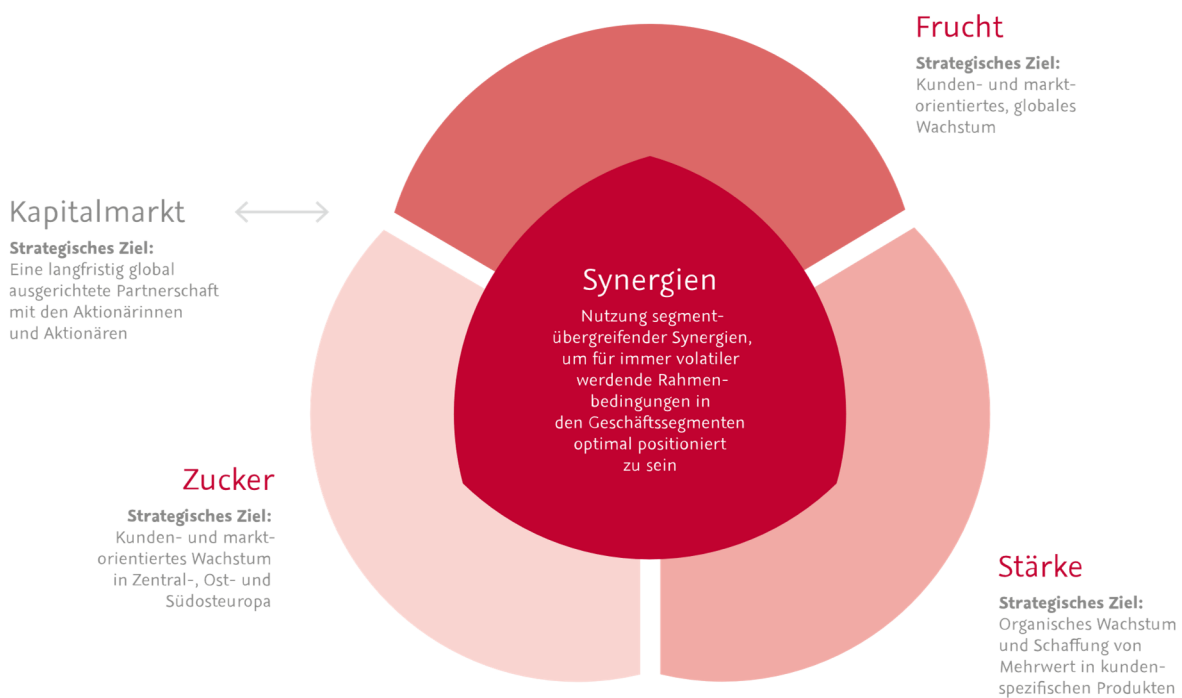 Frucht
Strategisches Ziel:
Kunden- und markt-
orientiertes, globales
Wachstum
Kapitalmarkt
Strategisches Ziel:
Eine langfristig global
ausgerichtete Partnerschaft
mit den Aktionärinnen
und Aktionären
Synergien
Nutzung segment-
übergreifender Synergien,
um für immer volatiler
werdende Rahmen-
bedingungen in
den Geschäftssegmenten
optimal positioniert
zu sein
Zucker
Strategisches Ziel:
Kunden- und markt-
orientiertes Wachstum
in Zentral-, Ost- und
Südosteuropa
Stärke
Strategisches Ziel:
Organisches Wachstum
und Schaffung von
Mehrwert in kunden-
spezifischen Produkten